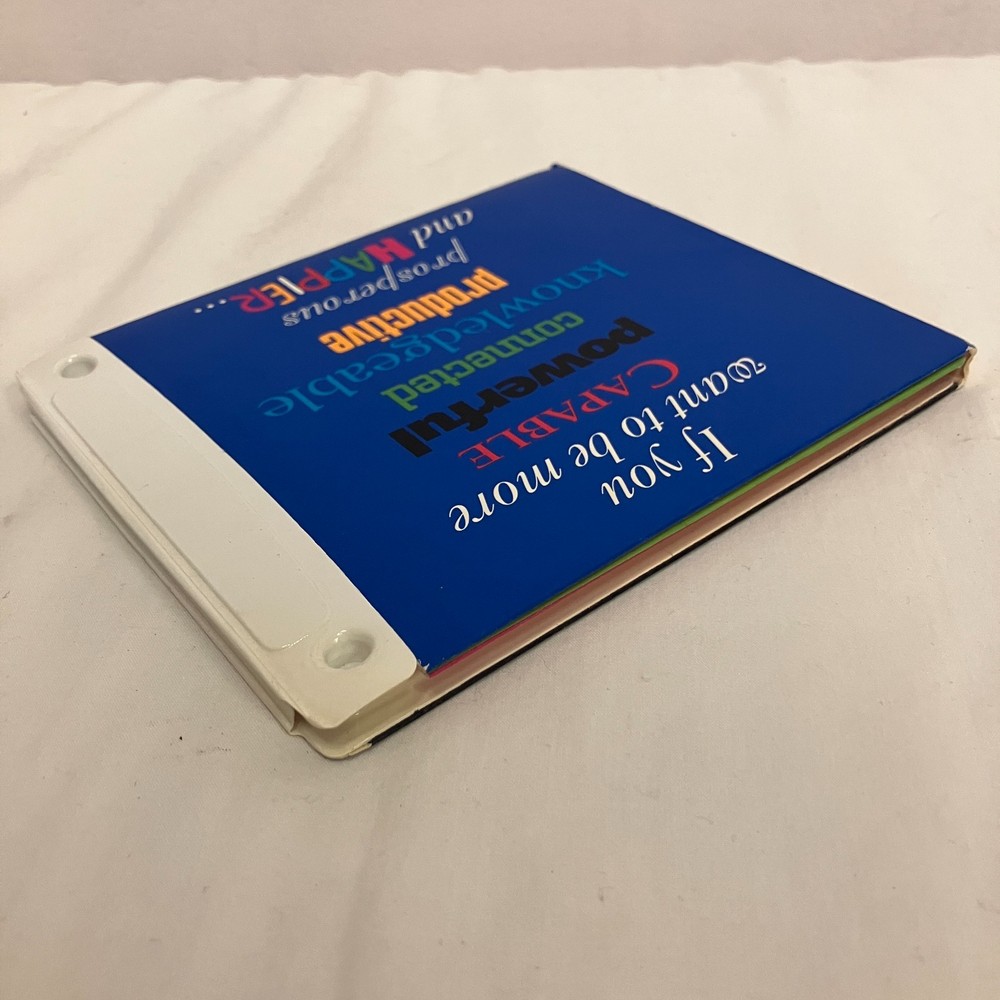 If you
want to be more
CAPABLE
powerful
connected
knowledgeable
productive
prosperous
and HAPPIER...